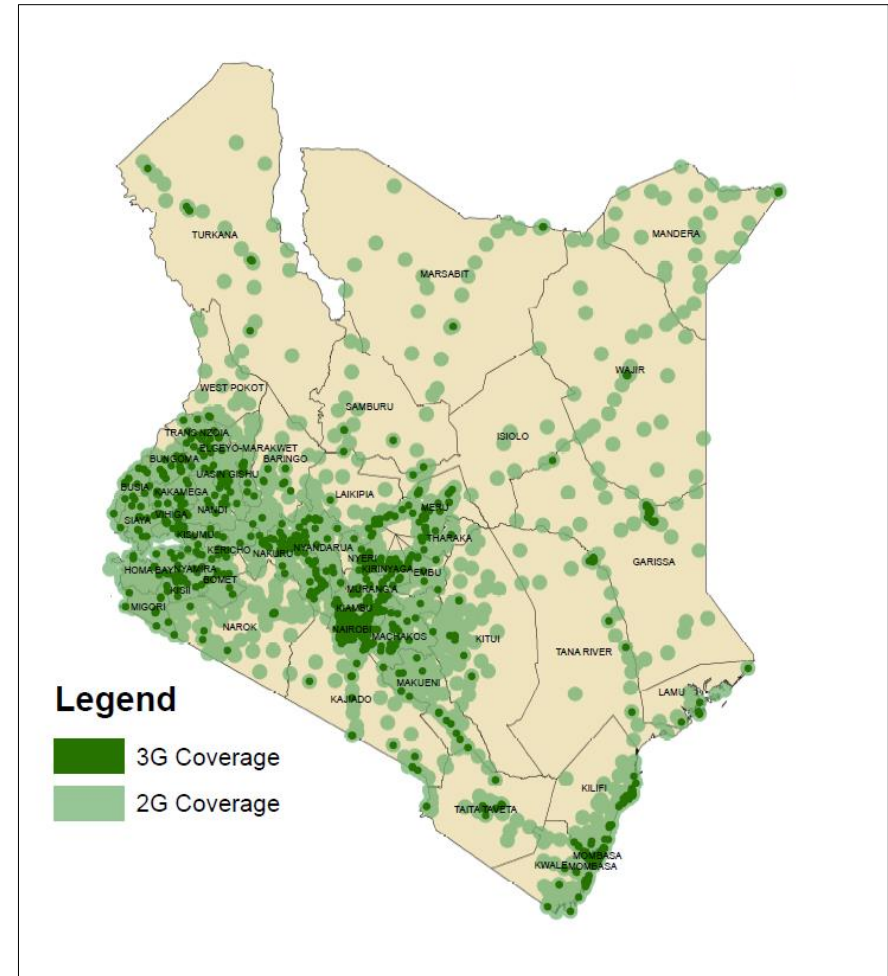 TURKANA
MANDERA
MARSABIT
WAJIR
WEST POKOT
SAMBURU
TRANS NZOIA
ISIOLO
ELGEYO-MARAKWET
BUNGOMA
BARINGO
UASIN GISHU
BUSIA
KAKAMEGA
LAIKIPIA
MERU
VIHIGA
NANDI
SIAYA
KISUMU
THARAKA
KERICHO
NYANDARUA
NAKURU
NYERI
GARISSA
HOMA BAY
NYAMIRA
KIRINYAGA
EMBU
BOMET
KISII
MURANG'A
MIGORI
KIAMBU
NAROK
NAIROBI
MACHAKOS
KITUI
TANA RIVER
MAKUENI
LAMU
KAJIADO
Legend
3G Coverage
2G Coverage
KILIFI
TAITA TAVETA
MOMBASA
KWALE
MOMBASA